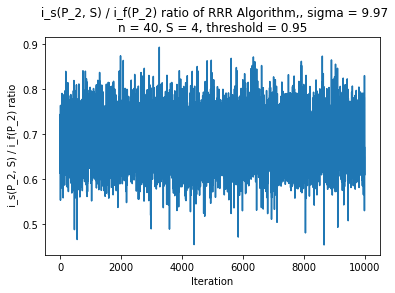 i_s(P_2, S) / i_f(P_2) ratio of RRR Algorithm,, sigma = 9.97
n = 40, S = 4, threshold = 0.95
i_s(P_2, S) / i_f(P_2) ratio
0.9
0.8
0.7
0.6
0.5
0 2000 4000 6000 8000 10000
Iteration